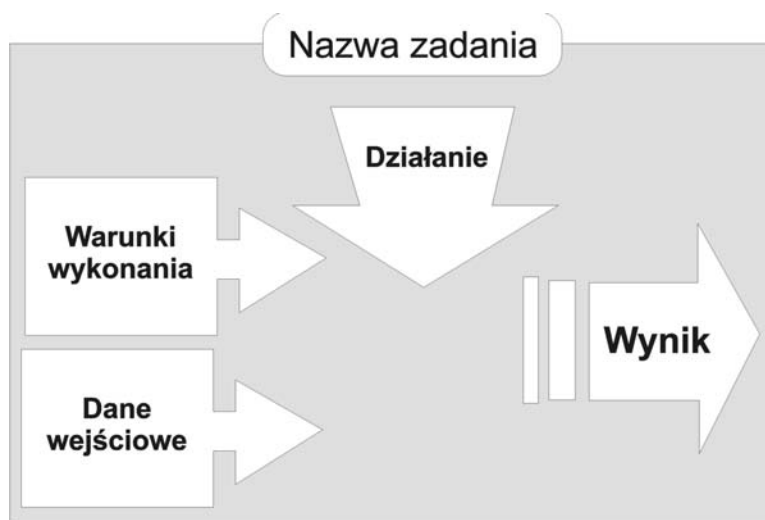 Nazwa zadania
Działanie
Warunki
wykonania
Wynik
Dane
wejściowe